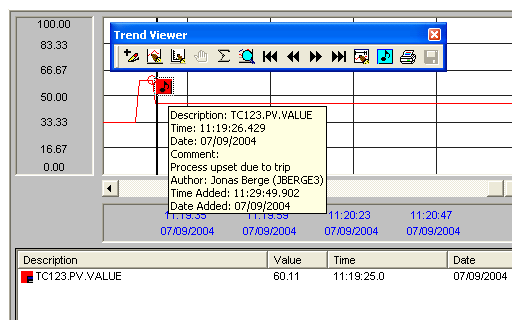 100.00
Trend Viewer
83.33
66.67
50.00
33.33
16.67
0.00
Description: TC123.PV.VALUE
Time: 11:19:26.429
Date: 07/09/2004
Comment:
Process upset due to trip
Author: Jonas Berge (JBERGE3)
Time Added: 11:29:49.902
Date Added: 07/09/2004
11:19:35 11:19:59 11:20:23 11:20:47
07/09/2004 07/09/2004 07/09/2004 07/09/2004
Description Value Time Date
TC123.PV.VALUE 60.11 11:19:25.0 07/09/2004